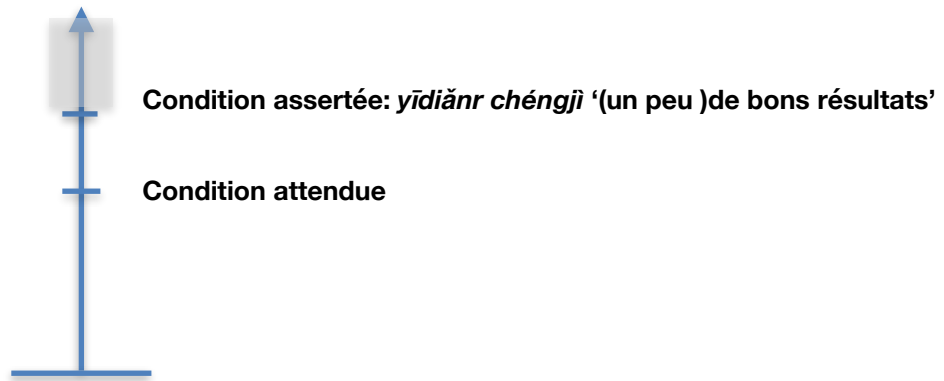 Condition assertée: yīdiǎnr chéngjì ‘(un peu )de bons résultats’
Condition attendue